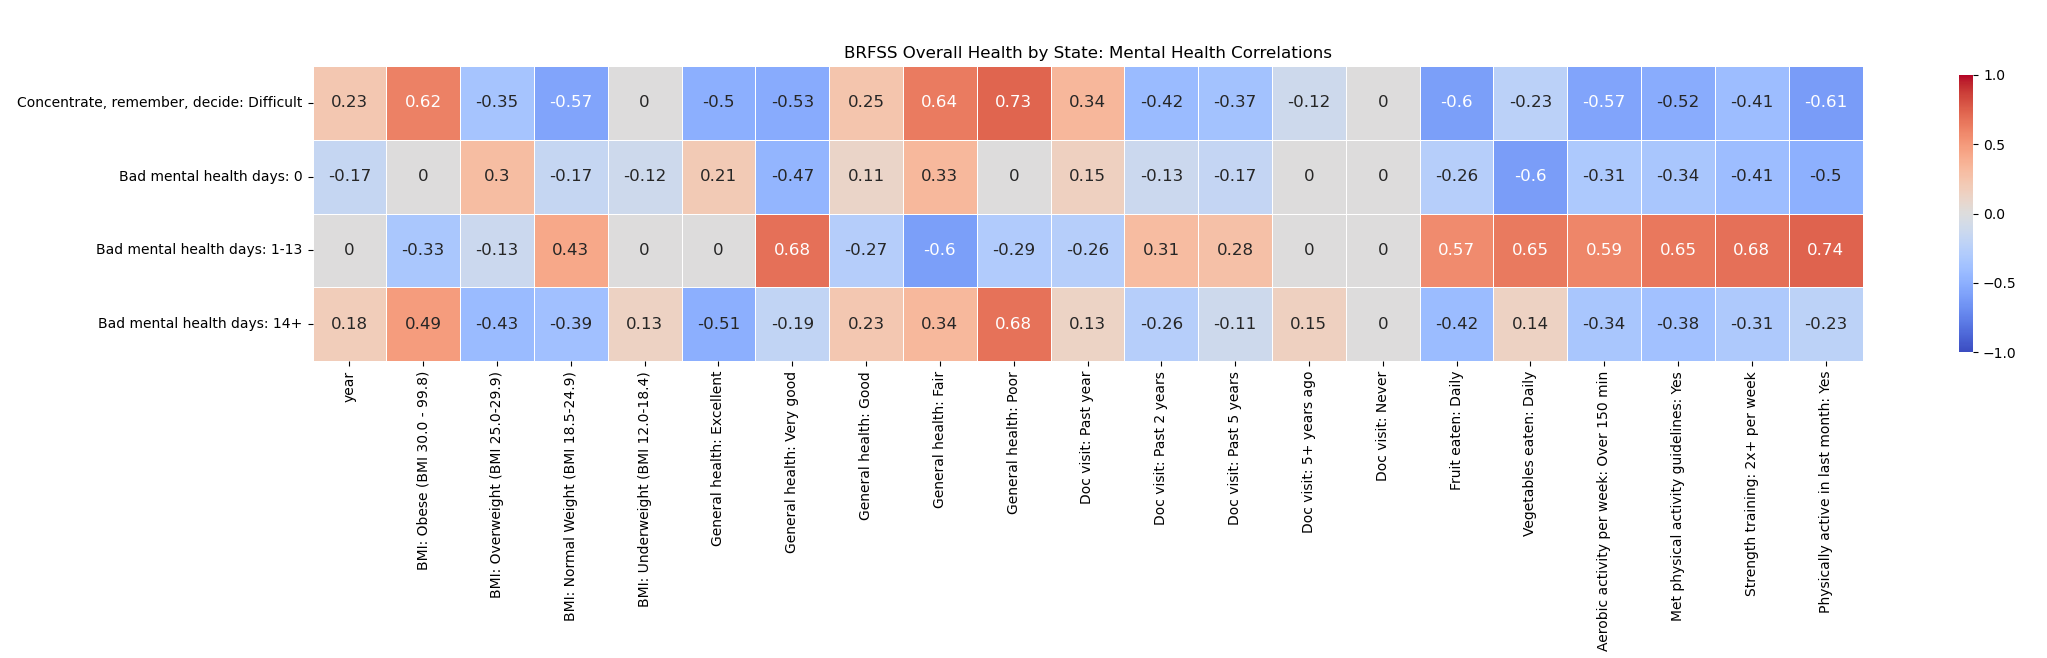 BRFSS Overall Health by State: Mental Health Correlations
Concentrate, remember, decide: Difficult
0.23 0.62 -0.35 -0.57 0 -0.5 -0.53 0.25 0.64 0.73 0.34 -0.42 -0.37 -0.12 0 -0.6 -0.23 -0.57 -0.52 -0.41 -0.61
Bad mental health days: 0
-0.17 0 0.3 -0.17 -0.12 0.21 -0.47 0.11 0.33 0 0.15 -0.13 -0.17 0 0 -0.26 -0.6 -0.31 -0.34 -0.41 -0.5
Bad mental health days: 1-13
0 -0.33 -0.13 0.43 0 0 0.68 -0.27 -0.6 -0.29 -0.26 0.31 0.28 0 0 0.57 0.65 0.59 0.65 0.68 0.74
Bad mental health days: 14+
0.18 0.49 -0.43 -0.39 0.13 -0.51 -0.19 0.23 0.34 0.68 0.13 -0.26 -0.11 0.15 0 -0.42 0.14 -0.34 -0.38 -0.31 -0.23
year
BMI: Obese (BMI 30.0 - 99.8)
BMI: Overweight (BMI 25.0-29.9)
BMI: Normal Weight (BMI 18.5-24.9)
BMI: Underweight (BMI 12.0-18.4)
General health: Excellent
General health: Very good
General health: Good
General health: Fair
General health: Poor
Doc visit: Past year
Doc visit: Past 2 years
Doc visit: Past 5 years
Doc visit: 5+ years ago
Doc visit: Never
Fruit eaten: Daily
Vegetables eaten: Daily
Aerobic activity per week: Over 150 min
Met physical activity guidelines: Yes
Strength training: 2x+ per week
Physically active in last month: Yes
1.0
0.5
0.0
−0.5
−1.0